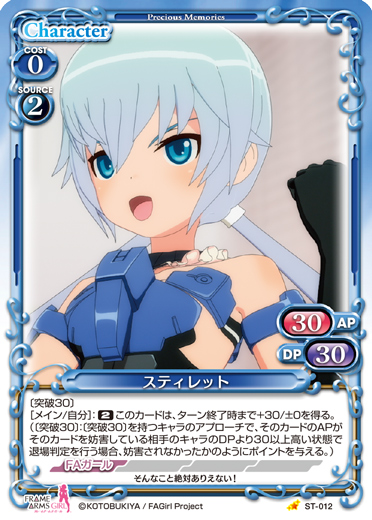 Precious Memories
Character
COST
0
SOURCE
2
30 AP
DP 30
スティレット
［突破30］
［メイン/自分］：2このカードは、ターン終了時まで+30/±0を得る。
（［突破30］：［突破30］を持つキャラのアプローチで、そのカードのAPが
そのカードを妨害している相手のキャラのDPより30以上高い状態で
退場判定を行う場合、妨害されなかったかのようにポイントを与える。）
FAガール
そんなこと絶対ありえない！
FRAME ARMS GIRL
©KOTOBUKIYA / FAGirl Project
ST-012